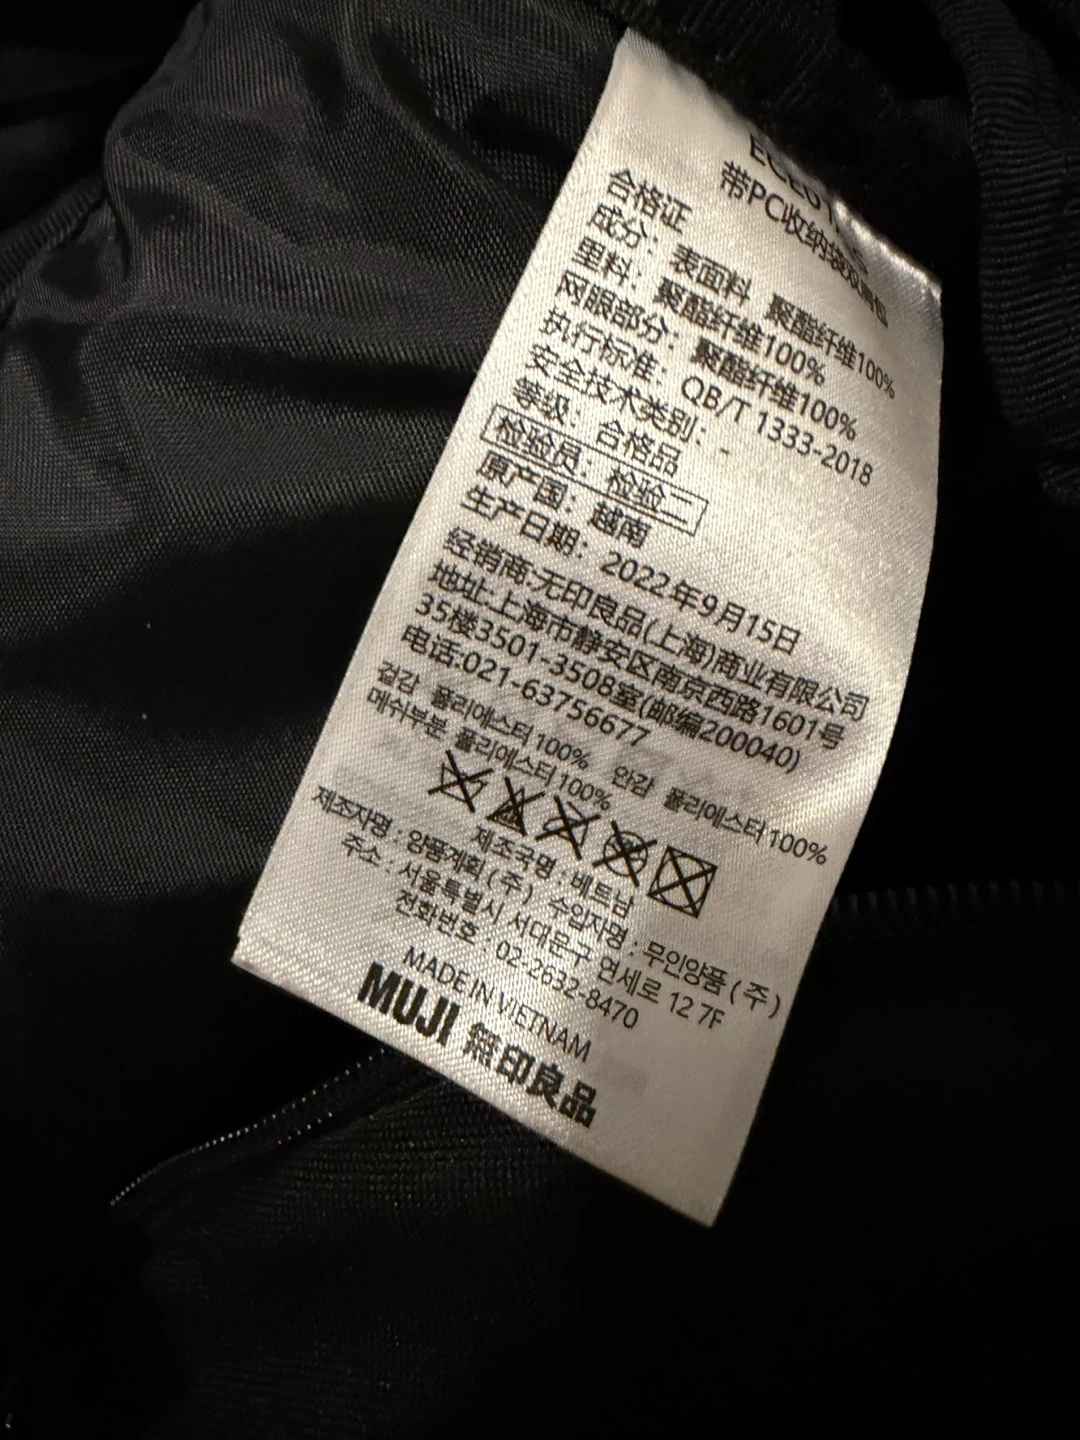 带PC收纳袋双肩包
合格证
成分：表面料 聚酯纤维100%
里料：聚酯纤维100%
网眼部分：聚酯纤维100%
执行标准：QB/T 1333-2018
安全技术类别：-
等级：合格品
检验员：检验二
原产国：越南
生产日期：2022年9月15日
经销商:无印良品(上海)商业有限公司
地址:上海市静安区南京西路1601号
35楼3501-3508室(邮编200040)
电话:021-63756677
겉감 폴리에스터100% 안감 폴리에스터100%
메쉬부분 폴리에스터100%
제조국명 : 베트남
제조자명 : 양품계획(주) 수입자명 : 무인양품(주)
주소 : 서울특별시 서대문구 연세로 12 7F
전화번호 : 02-2632-8470
MADE IN VIETNAM
MUJI 無印良品